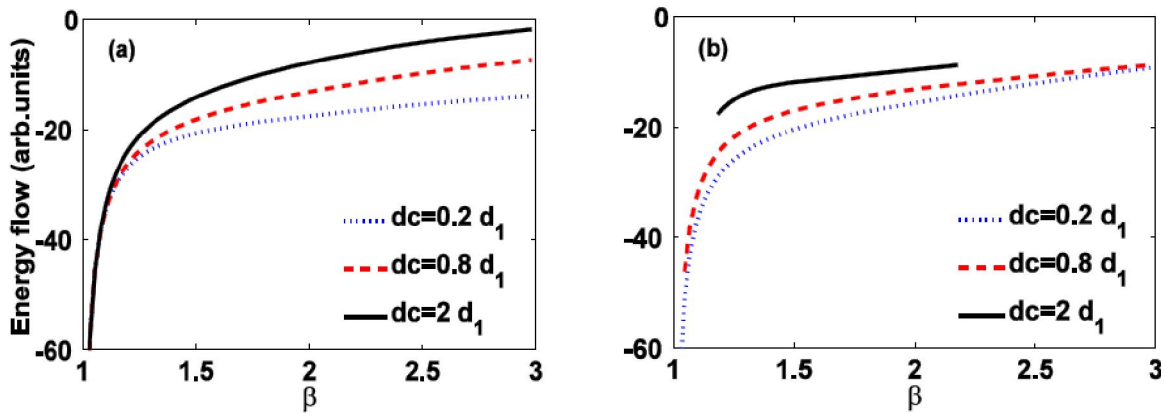 Energy flow (arb.units)
0
-20
-40
-60
(a)
dc=0.2 d1
dc=0.8 d1
dc=2 d1
1
1.5
2
2.5
3
β
0
-20
-40
-60
(b)
dc=0.2 d1
dc=0.8 d1
dc=2 d1
1
1.5
2
2.5
3
β